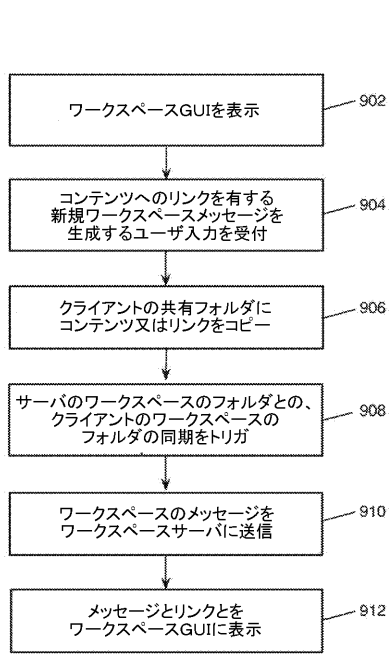 ワークスペースGUIを表示
902
コンテンツへのリンクを有する
新規ワークスペースメッセージを
生成するユーザ入力を受付
904
クライアントの共有フォルダに
コンテンツ又はリンクをコピー
906
サーバのワークスペースのフォルダとの、
クライアントのワークスペースの
フォルダの同期をトリガ
908
ワークスペースのメッセージを
ワークスペースサーバに送信
910
メッセージとリンクとを
ワークスペースGUIに表示
912